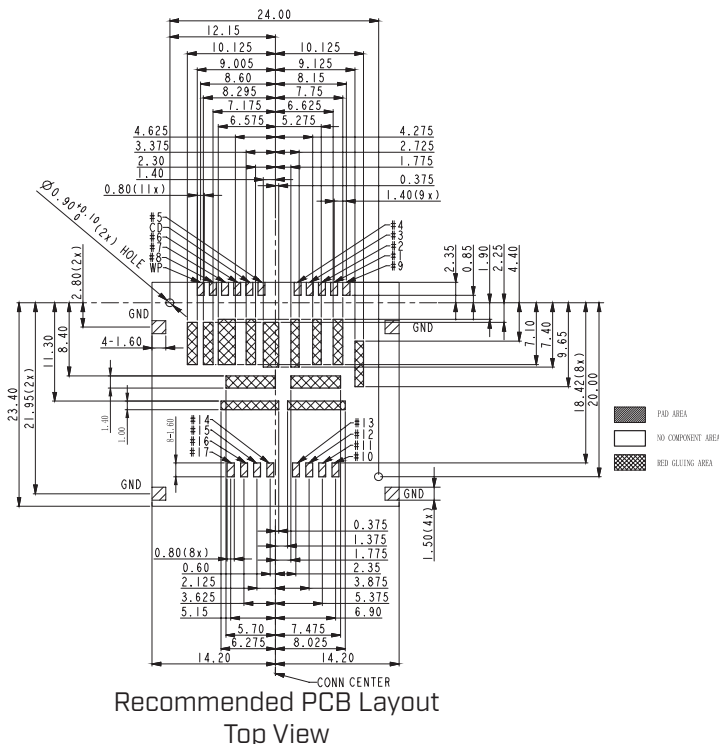 24.00
12.15
10.125 10.125
9.005 9.125
8.60 8.15
8.295 7.75
7.175 6.625
6.575 5.275
4.625 4.275
3.375 2.725
2.30 1.775
1.40 0.375
0.80(11x) 1.40(9x)
Ø0.90 +0.10 0 (2x) HOLE
#5
CD
#6
#7
#8
WP
#4
#3
#2
#1
#9
2.35
0.85
1.90
2.25
4.40
2.80(2x)
GND
GND
4-1.60
8.40
11.30
21.95(2x)
23.40
7.10
7.40
9.65
18.42(8x)
20.00
1.40
1.00
8-1.60
#14
#15
#16
#17
#13
#12
#11
#10
GND
GND
1.50(4x)
PAD AREA
NO COMPONENT AREA
RED GLUING AREA
0.375
1.375
0.80(8x) 1.775
0.60 2.35
2.125 3.875
3.625 5.375
5.15 6.90
5.70 7.475
6.275 8.025
14.20 14.20
CONN CENTER
Recommended PCB Layout
Top View